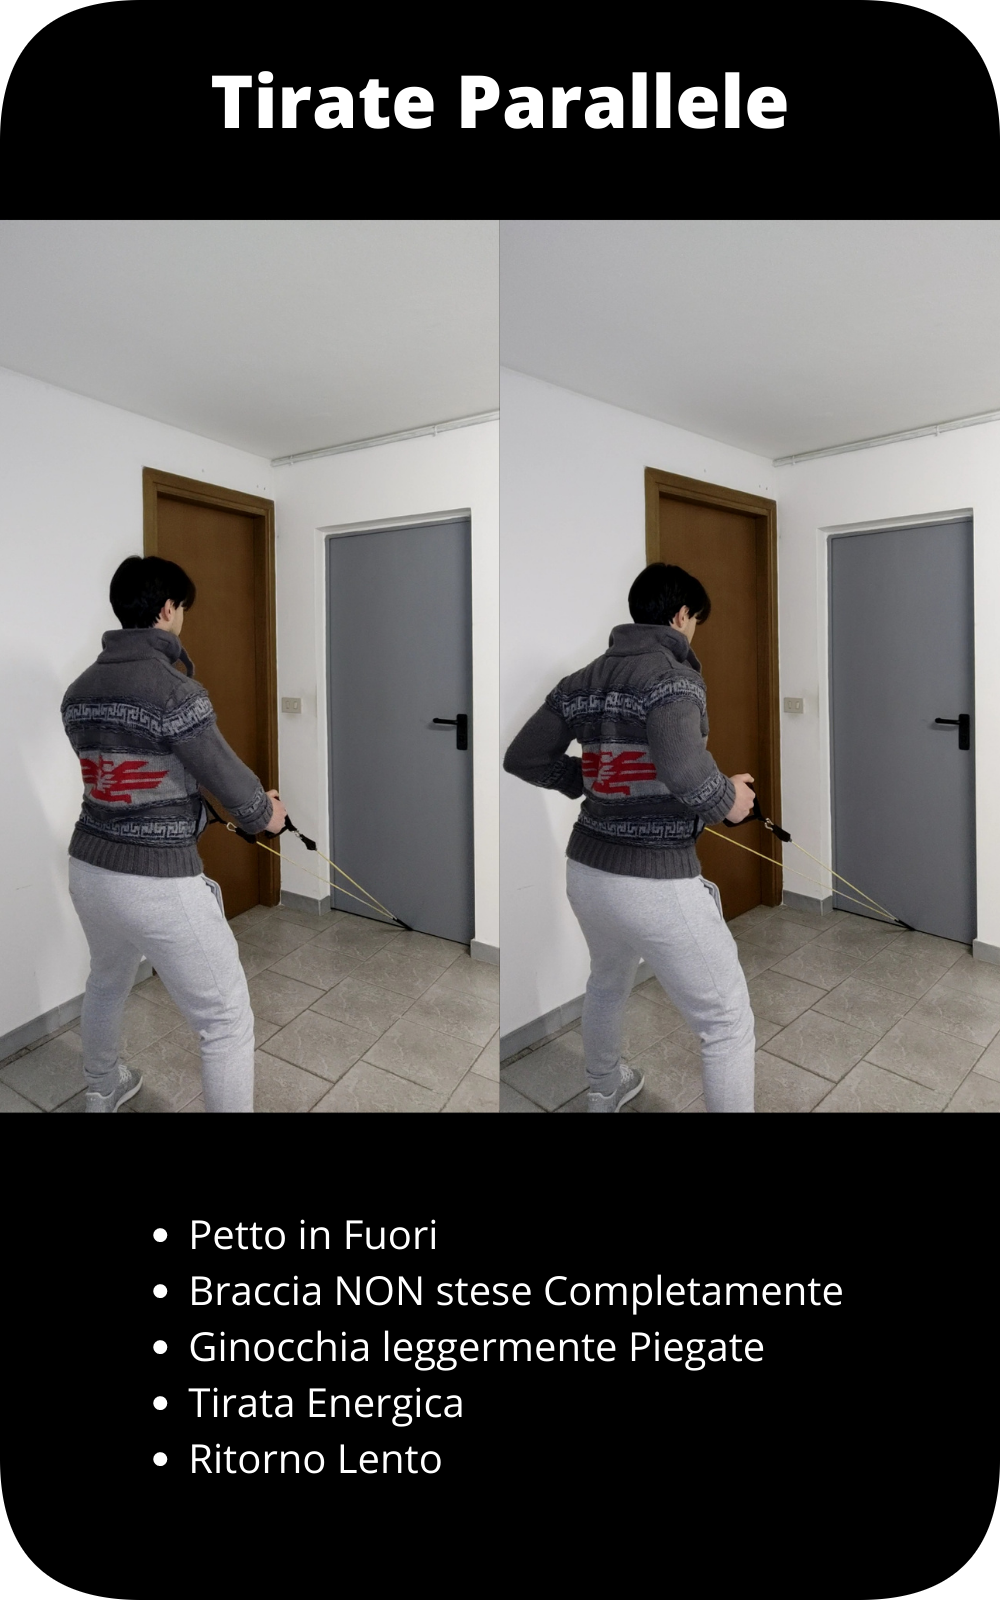 Tirate Parallele
Petto in Fuori
Braccia NON stese Completamente
Ginocchia leggermente Piegate
Tirata Energica
Ritorno Lento